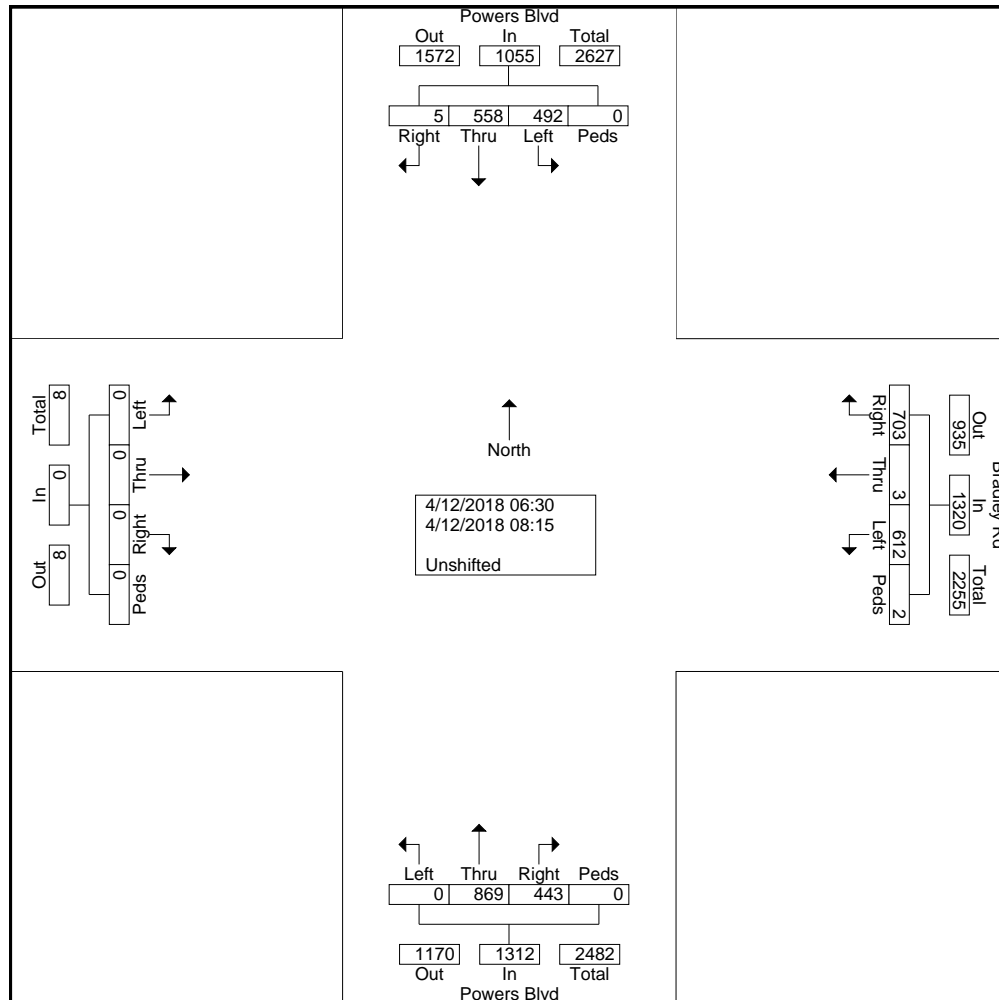 Powers Blvd
Out In Total
1572 1055 2627
5 558 492 0
Right Thru Left Peds
Total In Out
8 0 8
0 0 0 0
Left Thru Right Peds
North
4/12/2018 06:30
4/12/2018 08:15
Unshifted
Right Thru Left Peds
703 3 612 2
935 1320 2255
Out In Total
Bradley Rd
Left Thru Right Peds
0 869 443 0
1170 1312 2482
Out In Total
Powers Blvd